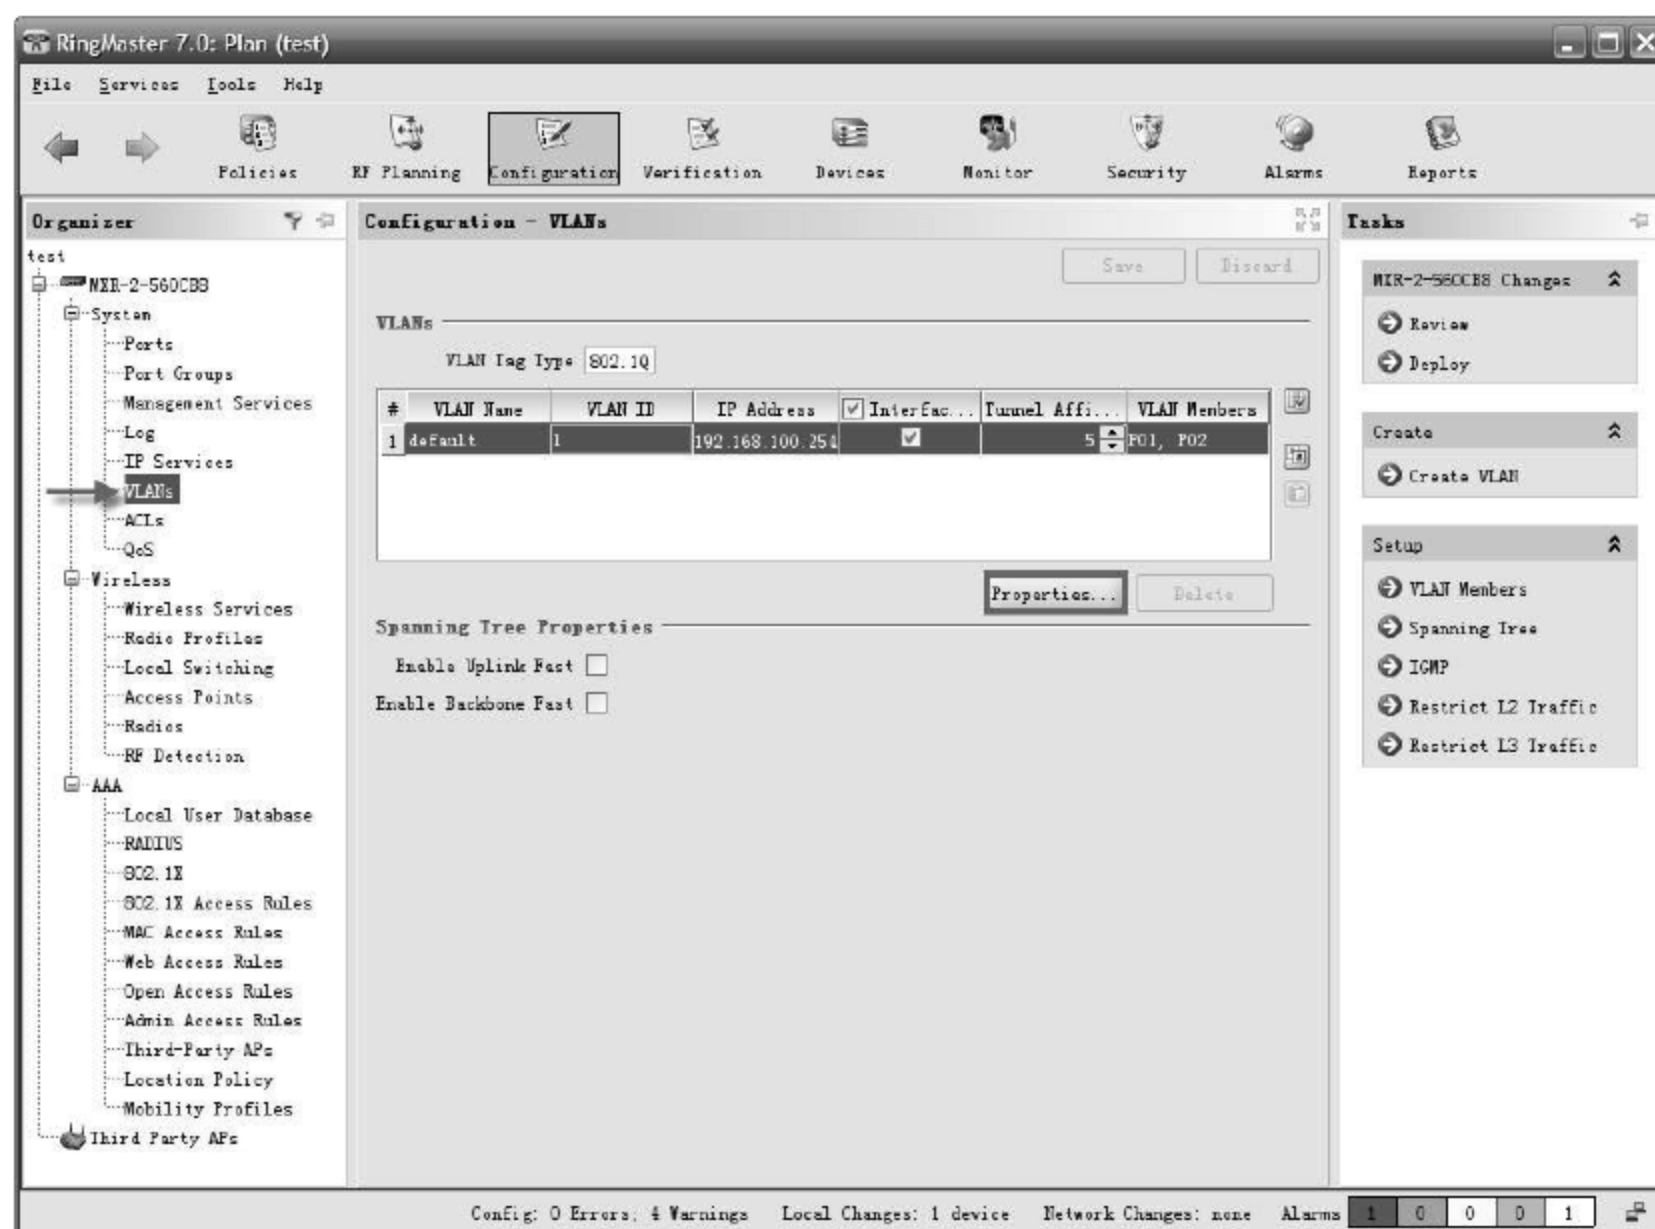 RingMaster 7.0: Plan (test)
File Services Tools Help
Policies RF Planning Configuration Verification Devices Monitor Security Alarms Reports
Organizer
test
MXR-2-560CB8
System
Ports
Port Groups
Management Services
Log
IP Services
VLANs
ACLs
QoS
Wireless
Wireless Services
Radio Profiles
Local Switching
Access Points
Radios
RF Detection
AAA
Local User Database
RADIUS
802.1X
802.1X Access Rules
MAC Access Rules
Web Access Rules
Open Access Rules
Admin Access Rules
Third-Party APs
Location Policy
Mobility Profiles
Third Party APs
Configuration - VLANs
Save Discard
VLANs
VLAN Tag Type 802.1Q
# VLAN Name VLAN ID IP Address Interfac... Tunnel Affi... VLAN Members
1 default 1 192.168.100.254 5 P01, P02
Properties... Delete
Spanning Tree Properties
Enable Uplink Fast
Enable Backbone Fast
Tasks
MXR-2-560CB8 Changes
Review
Deploy
Create
Create VLAN
Setup
VLAN Members
Spanning Tree
IGMP
Restrict L2 Traffic
Restrict L3 Traffic
Config: 0 Errors; 4 Warnings Local Changes: 1 device Network Changes: none Alarms 1 0 0 0 1